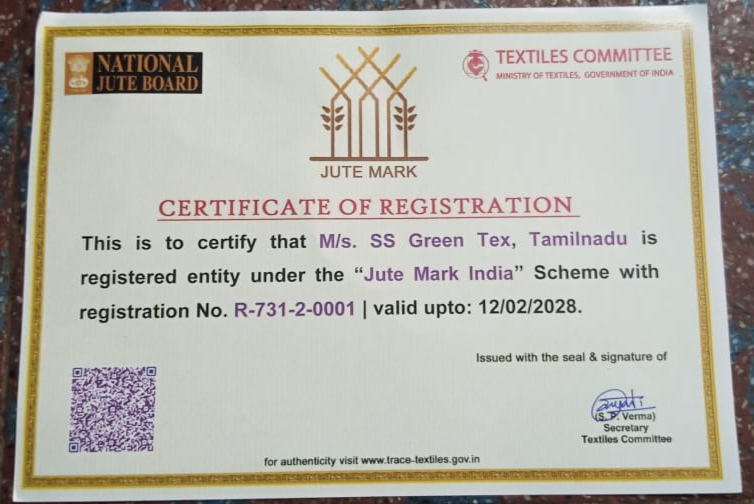 NATIONAL
JUTE BOARD
TEXTILES COMMITTEE
MINISTRY OF TEXTILES, GOVERNMENT OF INDIA
JUTE MARK
CERTIFICATE OF REGISTRATION
This is to certify that M/s. SS Green Tex, Tamilnadu is
registered entity under the “Jute Mark India” Scheme with
registration No. R-731-2-0001 | valid upto: 12/02/2028.
Issued with the seal & signature of
(S. P. Verma)
Secretary
Textiles Committee
for authenticity visit www.trace-textiles.gov.in